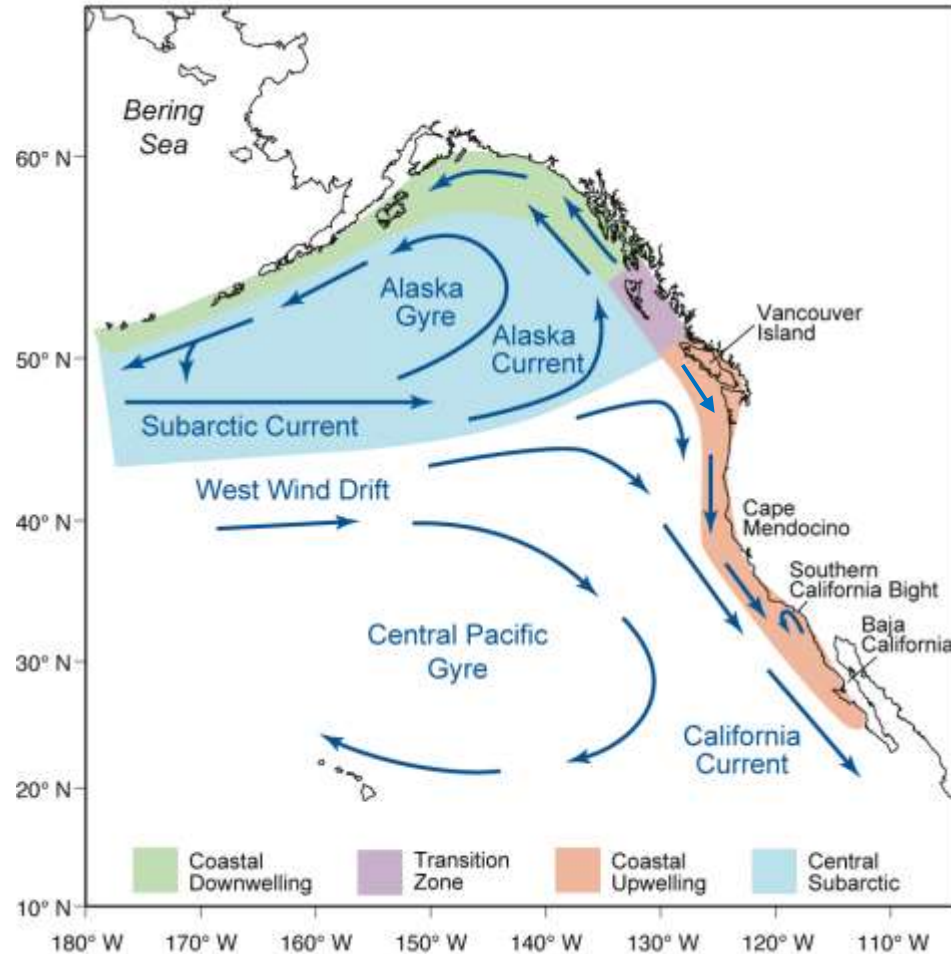 Bering
Sea
60° N
Alaska
Gyre
Alaska
Current
Vancouver
Island
50° N
Subarctic Current
West Wind Drift
40° N
Cape
Mendocino
Southern
California Bight
Baja
California
Central Pacific
Gyre
30° N
California
Current
20° N
Coastal
Downwelling
Transition
Zone
Coastal
Upwelling
Central
Subarctic
10° N
180° W
170° W
160° W
150° W
140° W
130° W
120° W
110° W